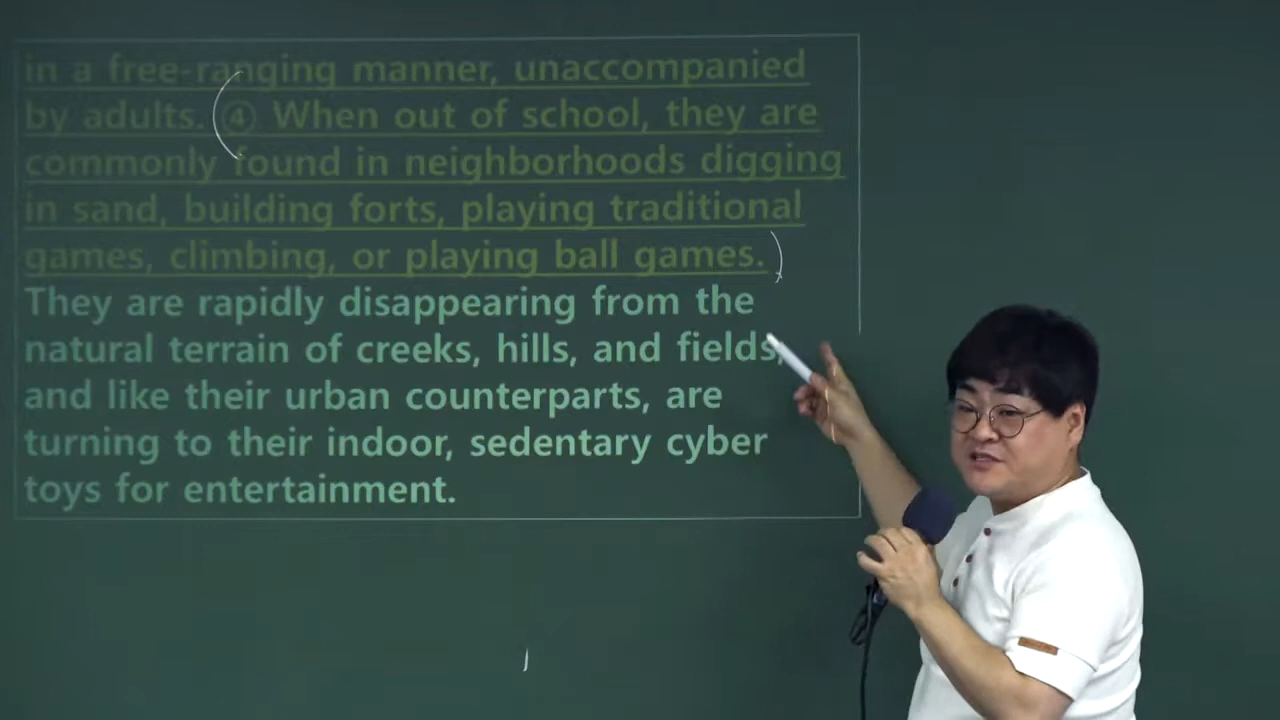 in a free-ranging manner, unaccompanied
by adults. ④ When out of school, they are
commonly found in neighborhoods digging
in sand, building forts, playing traditional
games, climbing, or playing ball games.
They are rapidly disappearing from the
natural terrain of creeks, hills, and fields,
and like their urban counterparts, are
turning to their indoor, sedentary cyber
toys for entertainment.